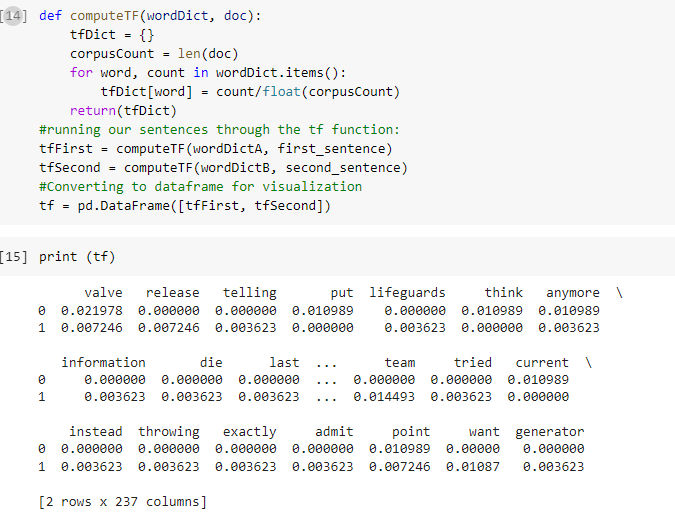 [14] def computeTF(wordDict, doc):
    tfDict = {}
    corpusCount = len(doc)
    for word, count in wordDict.items():
        tfDict[word] = count/float(corpusCount)
    return(tfDict)
#running our sentences through the tf function:
tfFirst = computeTF(wordDictA, first_sentence)
tfSecond = computeTF(wordDictB, second_sentence)
#Converting to dataframe for visualization
tf = pd.DataFrame([tfFirst, tfSecond])
[15] print (tf)
valve release telling put lifeguards think anymore \
0 0.021978 0.000000 0.000000 0.010989 0.000000 0.010989 0.010989
1 0.007246 0.007246 0.003623 0.000000 0.003623 0.000000 0.003623
information die last ... team tried current \
0 0.000000 0.000000 0.000000 ... 0.000000 0.000000 0.010989
1 0.003623 0.003623 0.003623 ... 0.014493 0.003623 0.000000
instead throwing exactly admit point want generator
0 0.000000 0.000000 0.000000 0.000000 0.010989 0.00000 0.000000
1 0.003623 0.003623 0.003623 0.003623 0.007246 0.01087 0.003623
[2 rows x 237 columns]